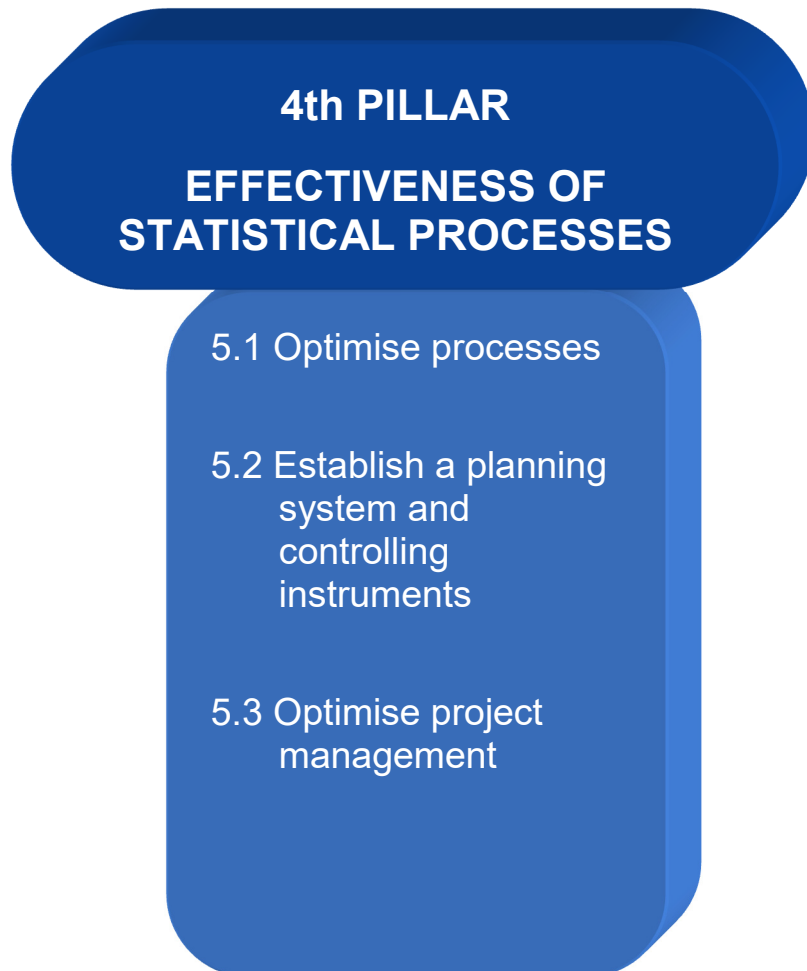 4th PILLAR
EFFECTIVENESS OF
STATISTICAL PROCESSES
5.1 Optimise processes
5.2 Establish a planning
system and
controlling
instruments
5.3 Optimise project
management